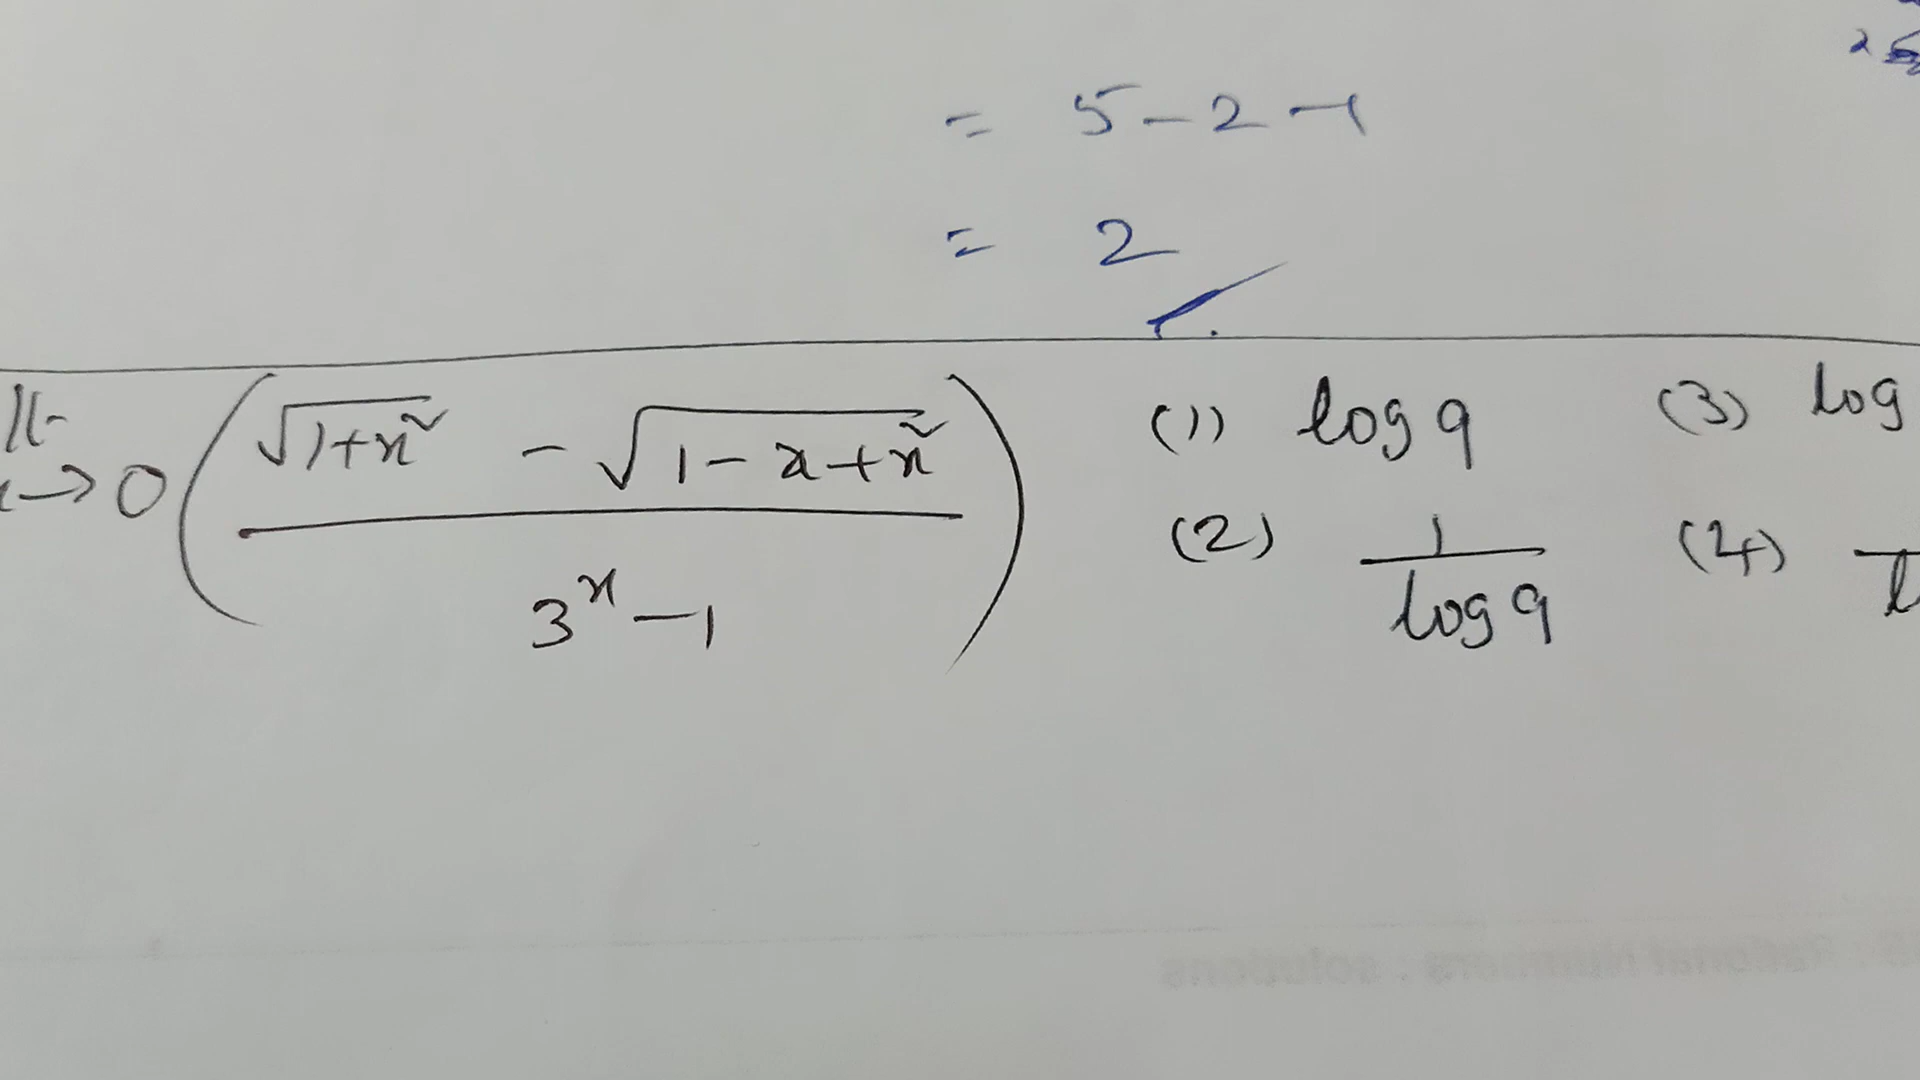 = 5 - 2 - 1
= 2
lt x→0 ( √(1+x²) - √(1-x+x²) / 3ˣ - 1 ) (1) log 9 (3) log
(2) 1 / log 9 (4)